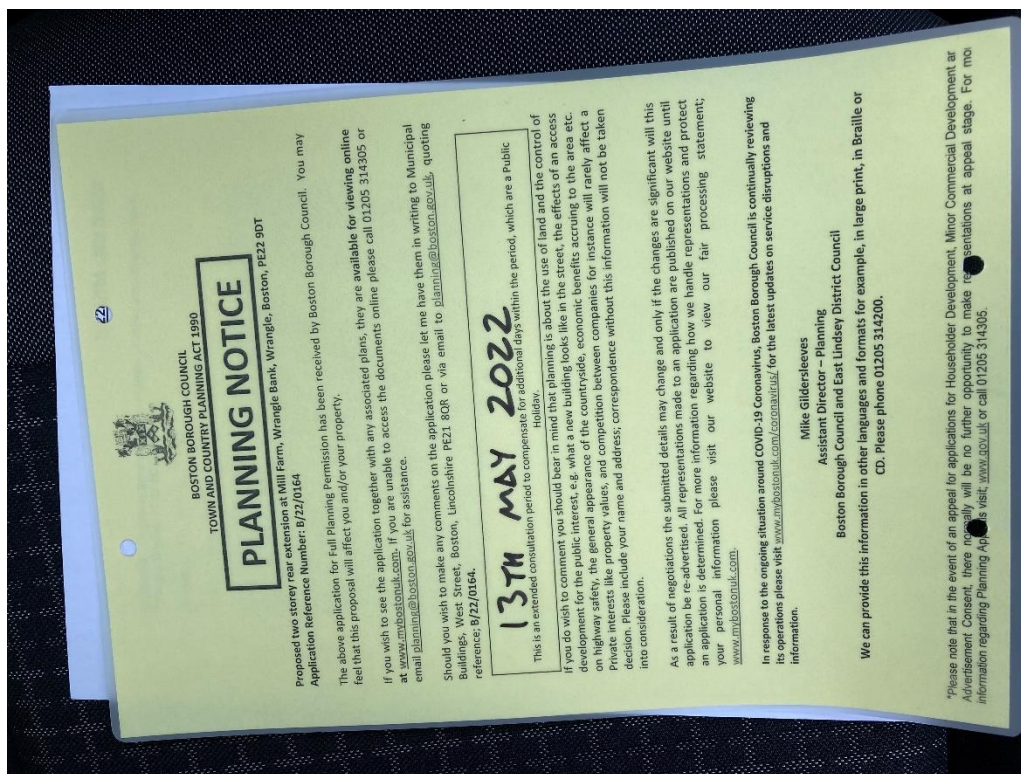 22
BOSTON BOROUGH COUNCIL
TOWN AND COUNTRY PLANNING ACT 1990
PLANNING NOTICE
Proposed two storey rear extension at Mill Farm, Wrangle Bank, Wrangle, Boston, PE22 9DT
Application Reference Number: B/22/0164
The above application for Full Planning Permission has been received by Boston Borough Council. You may
feel that this proposal will affect you and/or your property.
If you wish to see the application together with any associated plans, they are available for viewing online
at www.mybostonuk.com. If you are unable to access the documents online please call 01205 314305 or
email planning@boston.gov.uk for assistance.
Should you wish to make any comments on the application please let me have them in writing to Municipal
Buildings, West Street, Boston, Lincolnshire PE21 8QR or via email to planning@boston.gov.uk, quoting
reference; B/22/0164.
13TH MAY 2022
This is an extended consultation period to compensate for additional days within the period, which are a Public
Holiday.
If you do wish to comment you should bear in mind that planning is about the use of land and the control of
development for the public interest, e.g. what a new building looks like in the street, the effects of an access
on highway safety, the general appearance of the countryside, economic benefits accruing to the area etc.
Private interests like property values, and competition between companies for instance will rarely affect a
decision. Please include your name and address; correspondence without this information will not be taken
into consideration.
As a result of negotiations the submitted details may change and only if the changes are significant will this
application be re-advertised. All representations made to an application are published on our website until
an application is determined. For more information regarding how we handle representations and protect
your personal information please visit our website to view our fair processing statement;
www.mybostonuk.com.
In response to the ongoing situation around COVID-19 Coronavirus, Boston Borough Council is continually reviewing
its operations please visit www.mybostonuk.com/coronavirus/ for the latest updates on service disruptions and
information.
Mike Gildersleeves
Assistant Director – Planning
Boston Borough Council and East Lindsey District Council
We can provide this information in other languages and formats for example, in large print, in Braille or
CD. Please phone 01205 314200.
*Please note that in the event of an appeal for applications for Householder Development, Minor Commercial Development
Advertisement Consent, there normally will be no further opportunity to make representations at appeal stage. For
information regarding Planning Appeals visit, www.gov.uk or call 01205 314305.